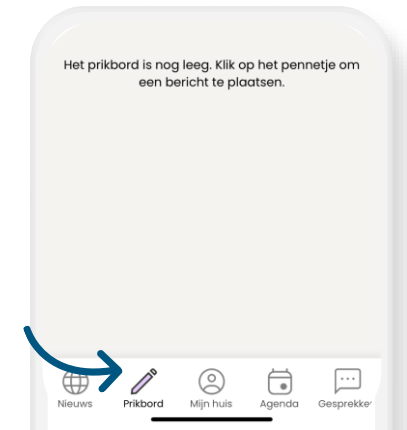 Het prikbord is nog leeg. Klik op het pennetje om
een bericht te plaatsen.
Nieuws Prikbord Mijn huis Agenda Gesprekke